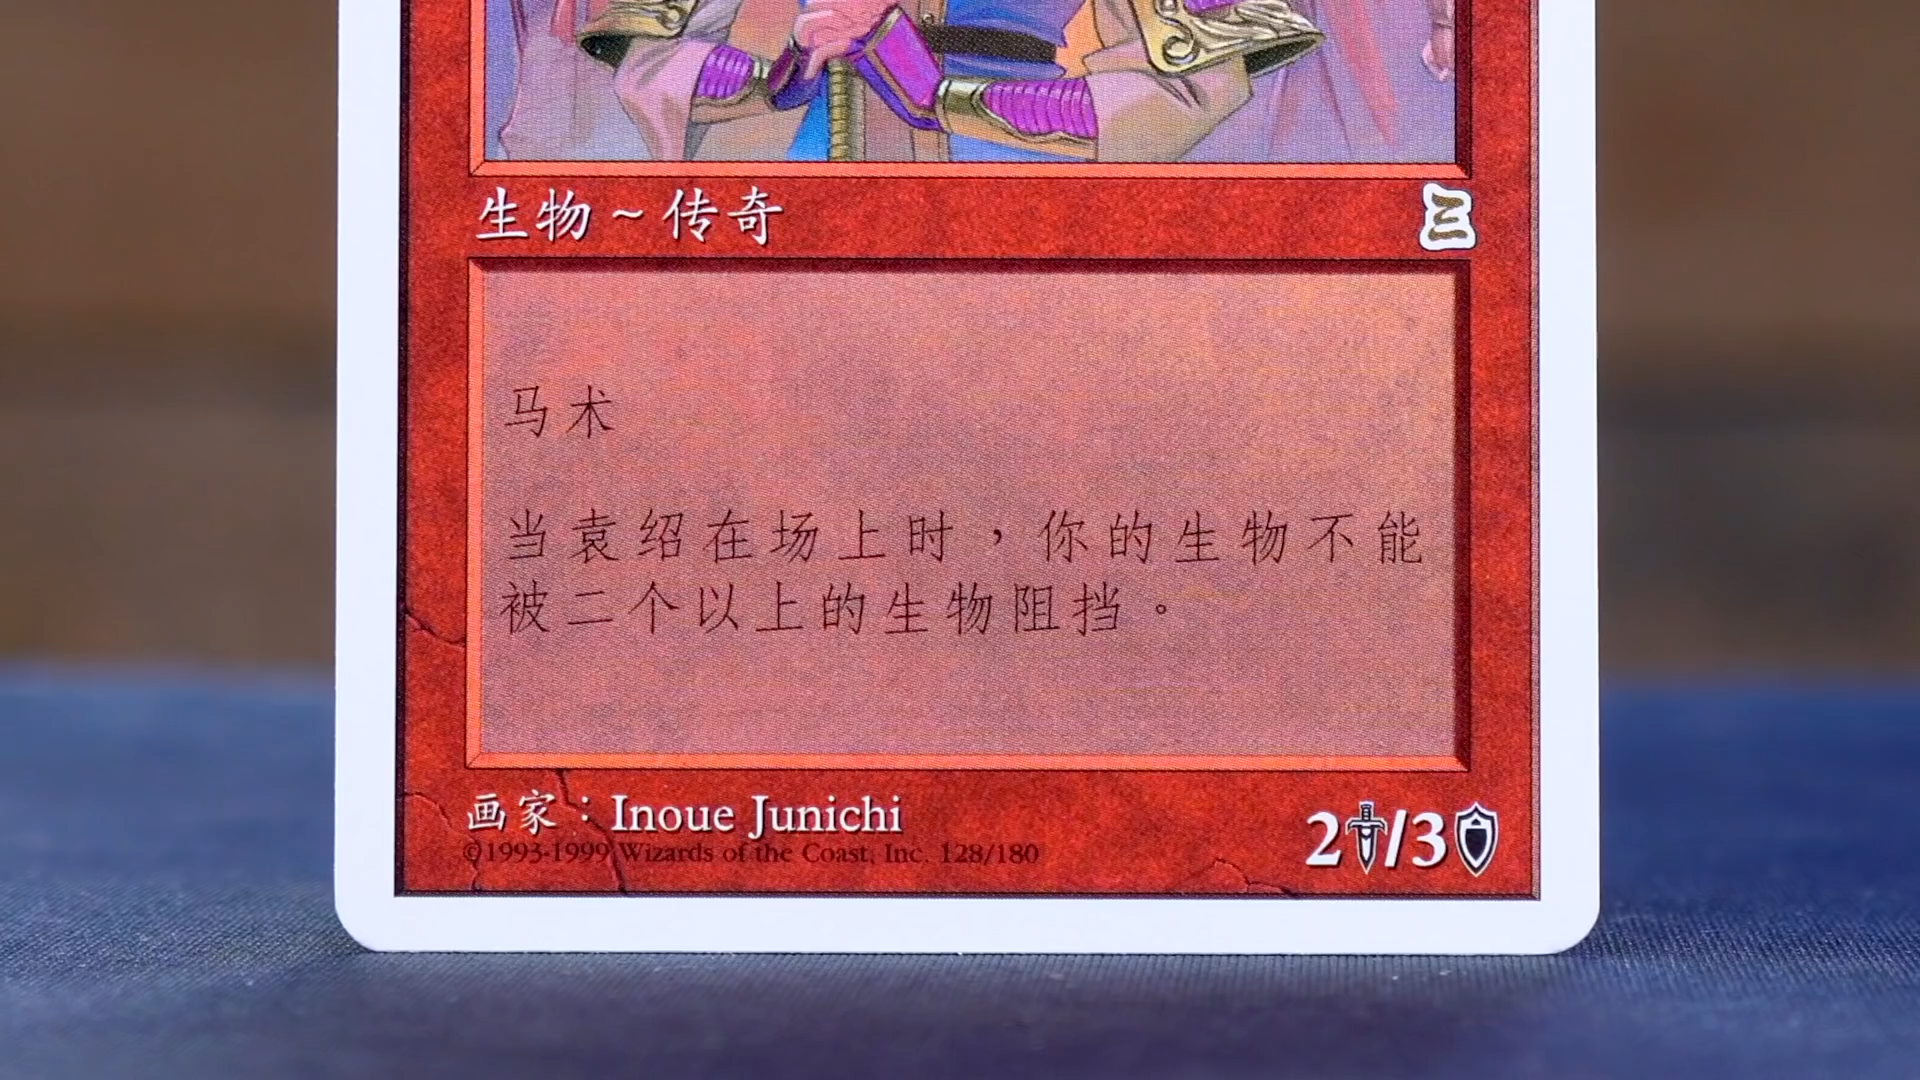 生物~传奇
三
马术
当袁绍在场上时，你的生物不能
被二个以上的生物阻挡。
画家：Inoue Junichi
©1993-1999 Wizards of the Coast, Inc. 128/180
2/3